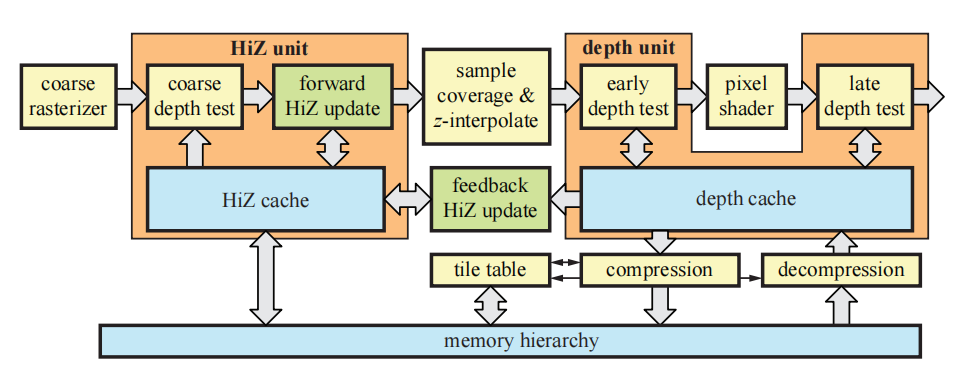 HiZ unit
depth unit
coarse
rasterizer
coarse
depth test
forward
HiZ update
sample
coverage &
z-interpolate
early
depth test
pixel
shader
late
depth test
HiZ cache
feedback
HiZ update
depth cache
tile table
compression
decompression
memory hierarchy